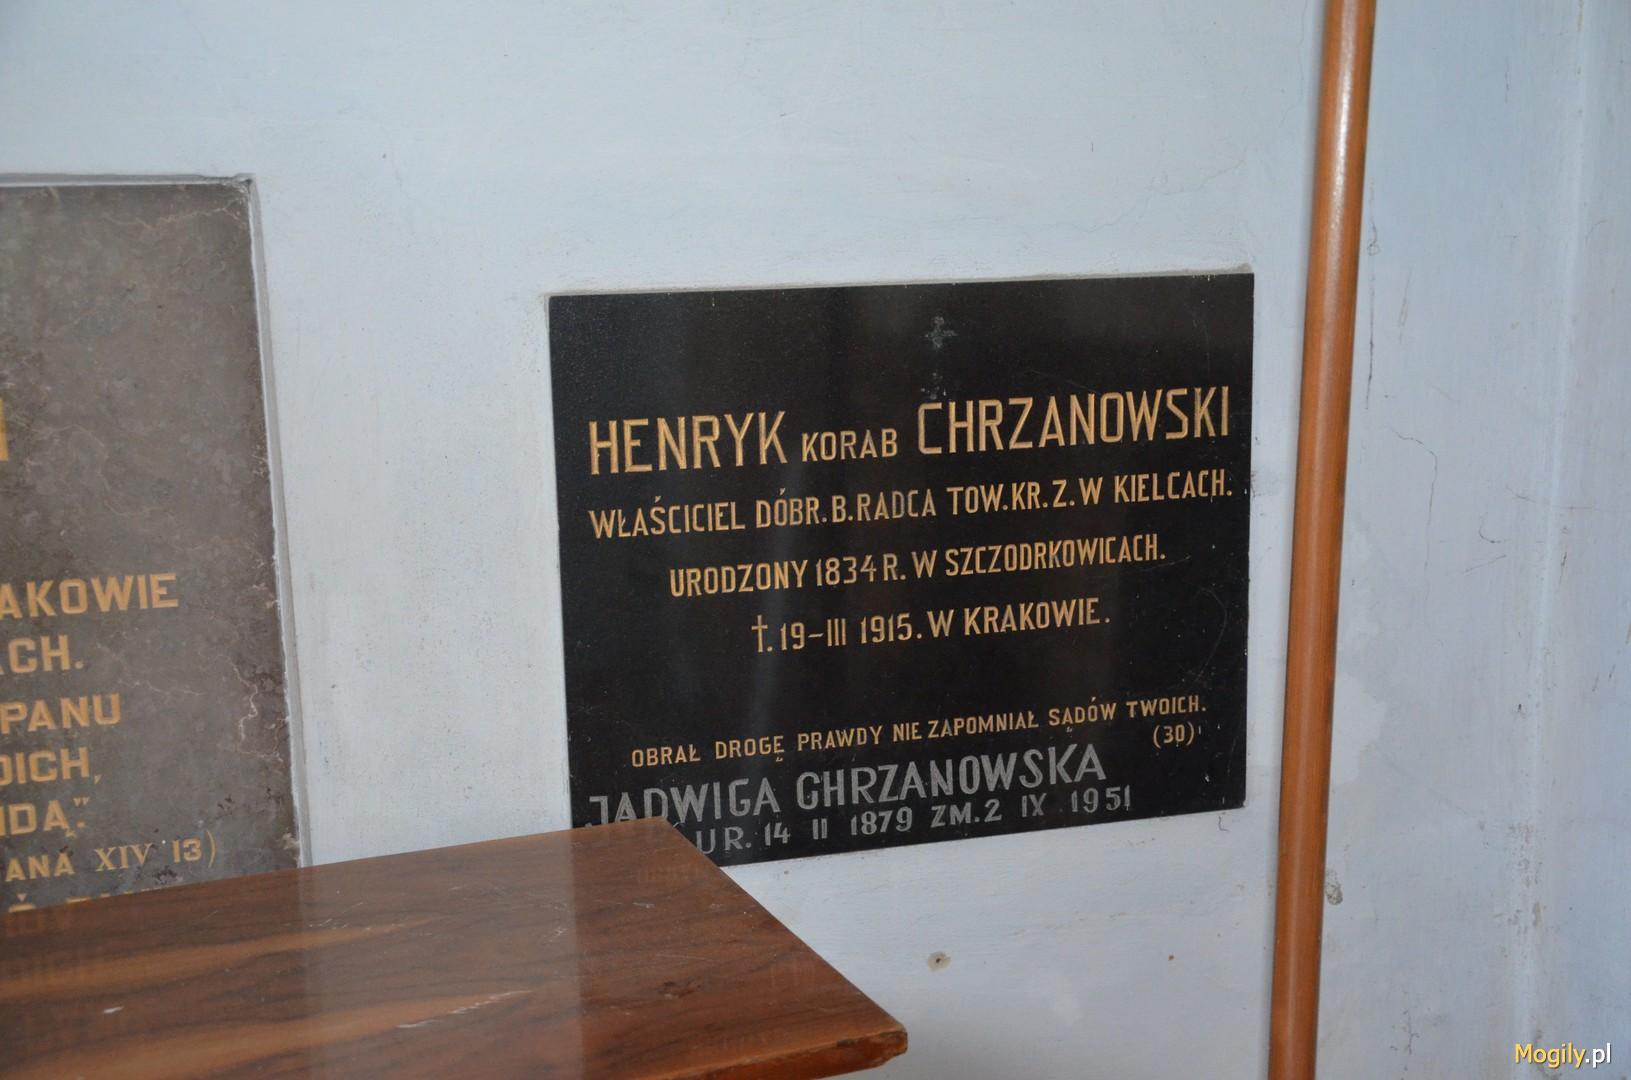 AKOWIE
ACH.
PANU
OICH,
IDĄ."
ANA XIV 13)
HENRYK KORAB CHRZANOWSKI
WŁAŚCICIEL DÓBR. B. RADCA TOW. KR. Z. W KIELCACH.
URODZONY 1834 R. W SZCZODRKOWICACH.
†. 19–III 1915. W KRAKOWIE.
OBRAŁ DROGĘ PRAWDY NIE ZAPOMNIAŁ SĄDÓW TWOICH.
(30)
JADWIGA CHRZANOWSKA
UR. 14 II 1879 ZM. 2 IX 1951
Mogily.pl